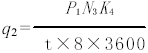 q₂ = P₁N₃K₄ / t × 8 × 3600